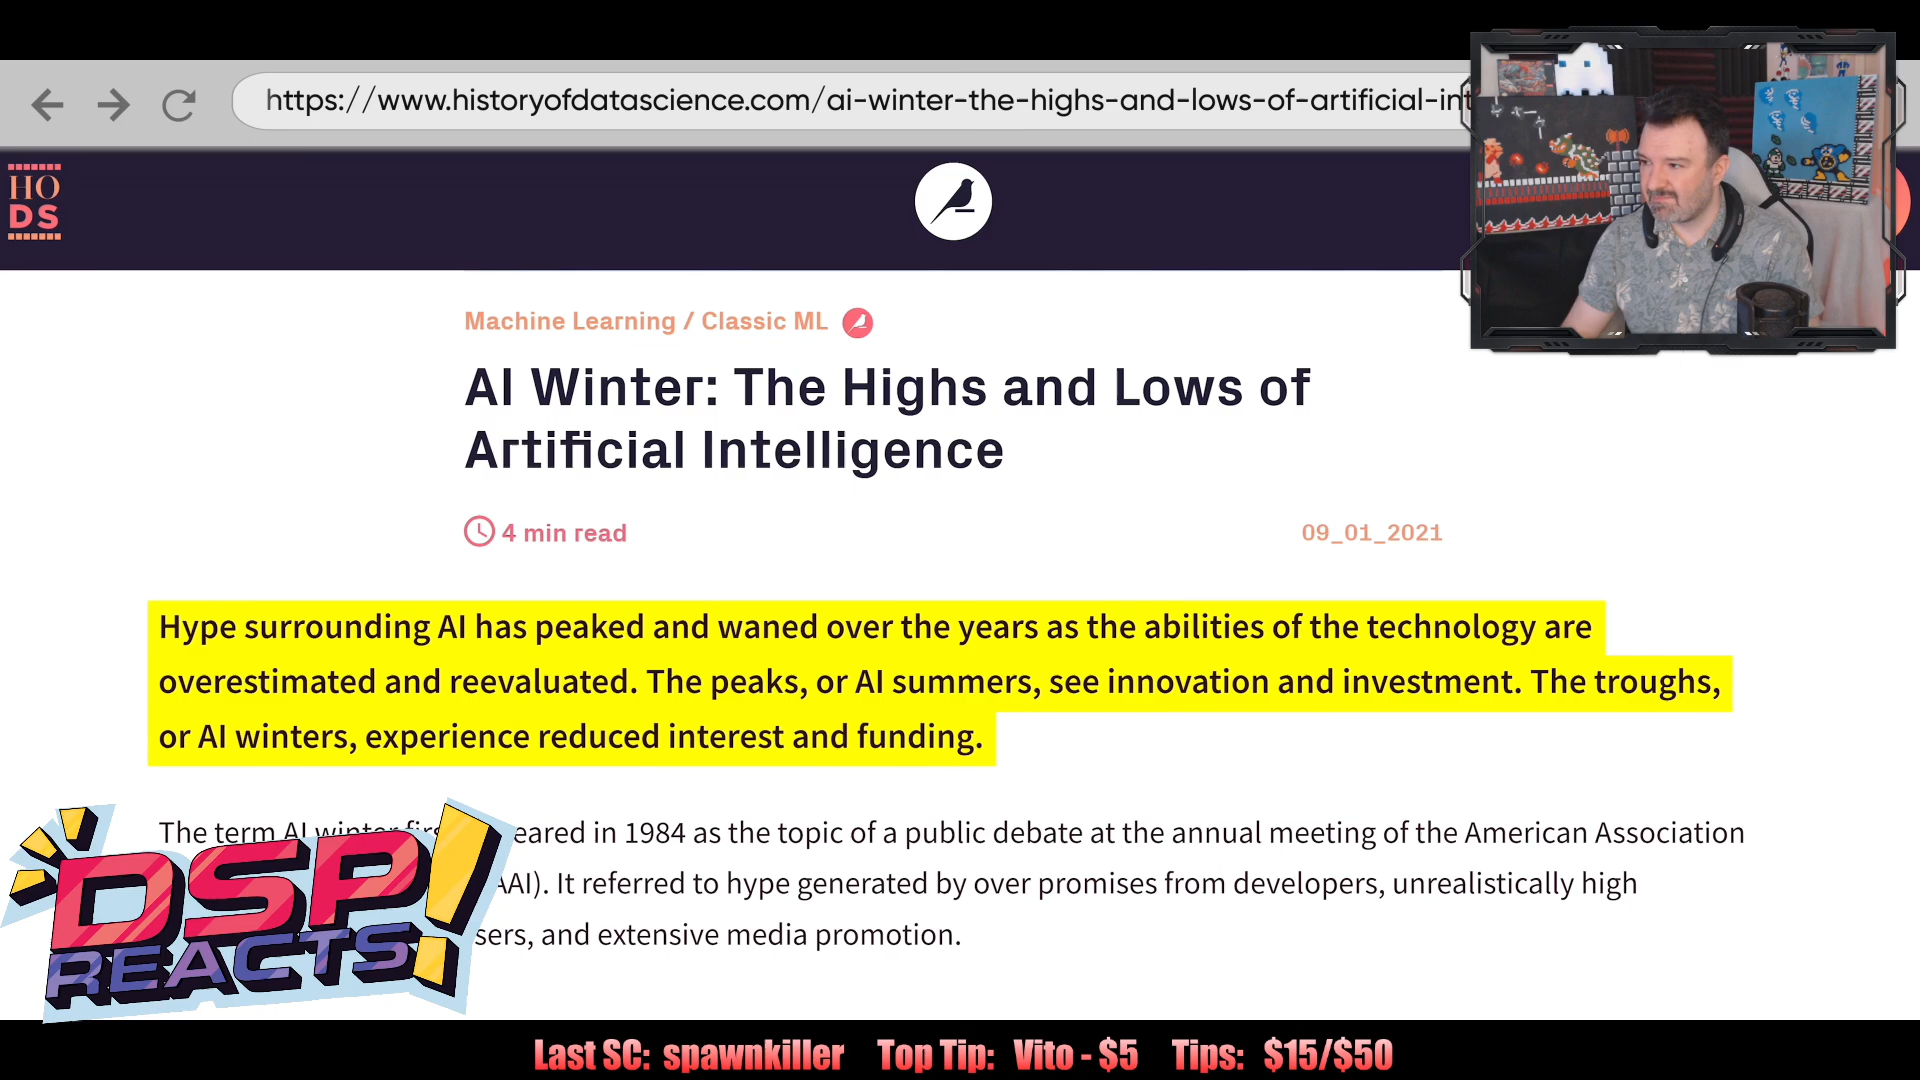 https://www.historyofdatascience.com/ai-winter-the-highs-and-lows-of-artificial-int
HO
DS
Machine Learning / Classic ML
AI Winter: The Highs and Lows of
Artificial Intelligence
4 min read
09_01_2021
Hype surrounding AI has peaked and waned over the years as the abilities of the technology are
overestimated and reevaluated. The peaks, or AI summers, see innovation and investment. The troughs,
or AI winters, experience reduced interest and funding.
The term AI winter eared in 1984 as the topic of a public debate at the annual meeting of the American Association
AAI). It referred to hype generated by over promises from developers, unrealistically high
sers, and extensive media promotion.
DSP!
REACTS!
Last SC: spawnkiller Top Tip: Vito - $5 Tips: $15/$50